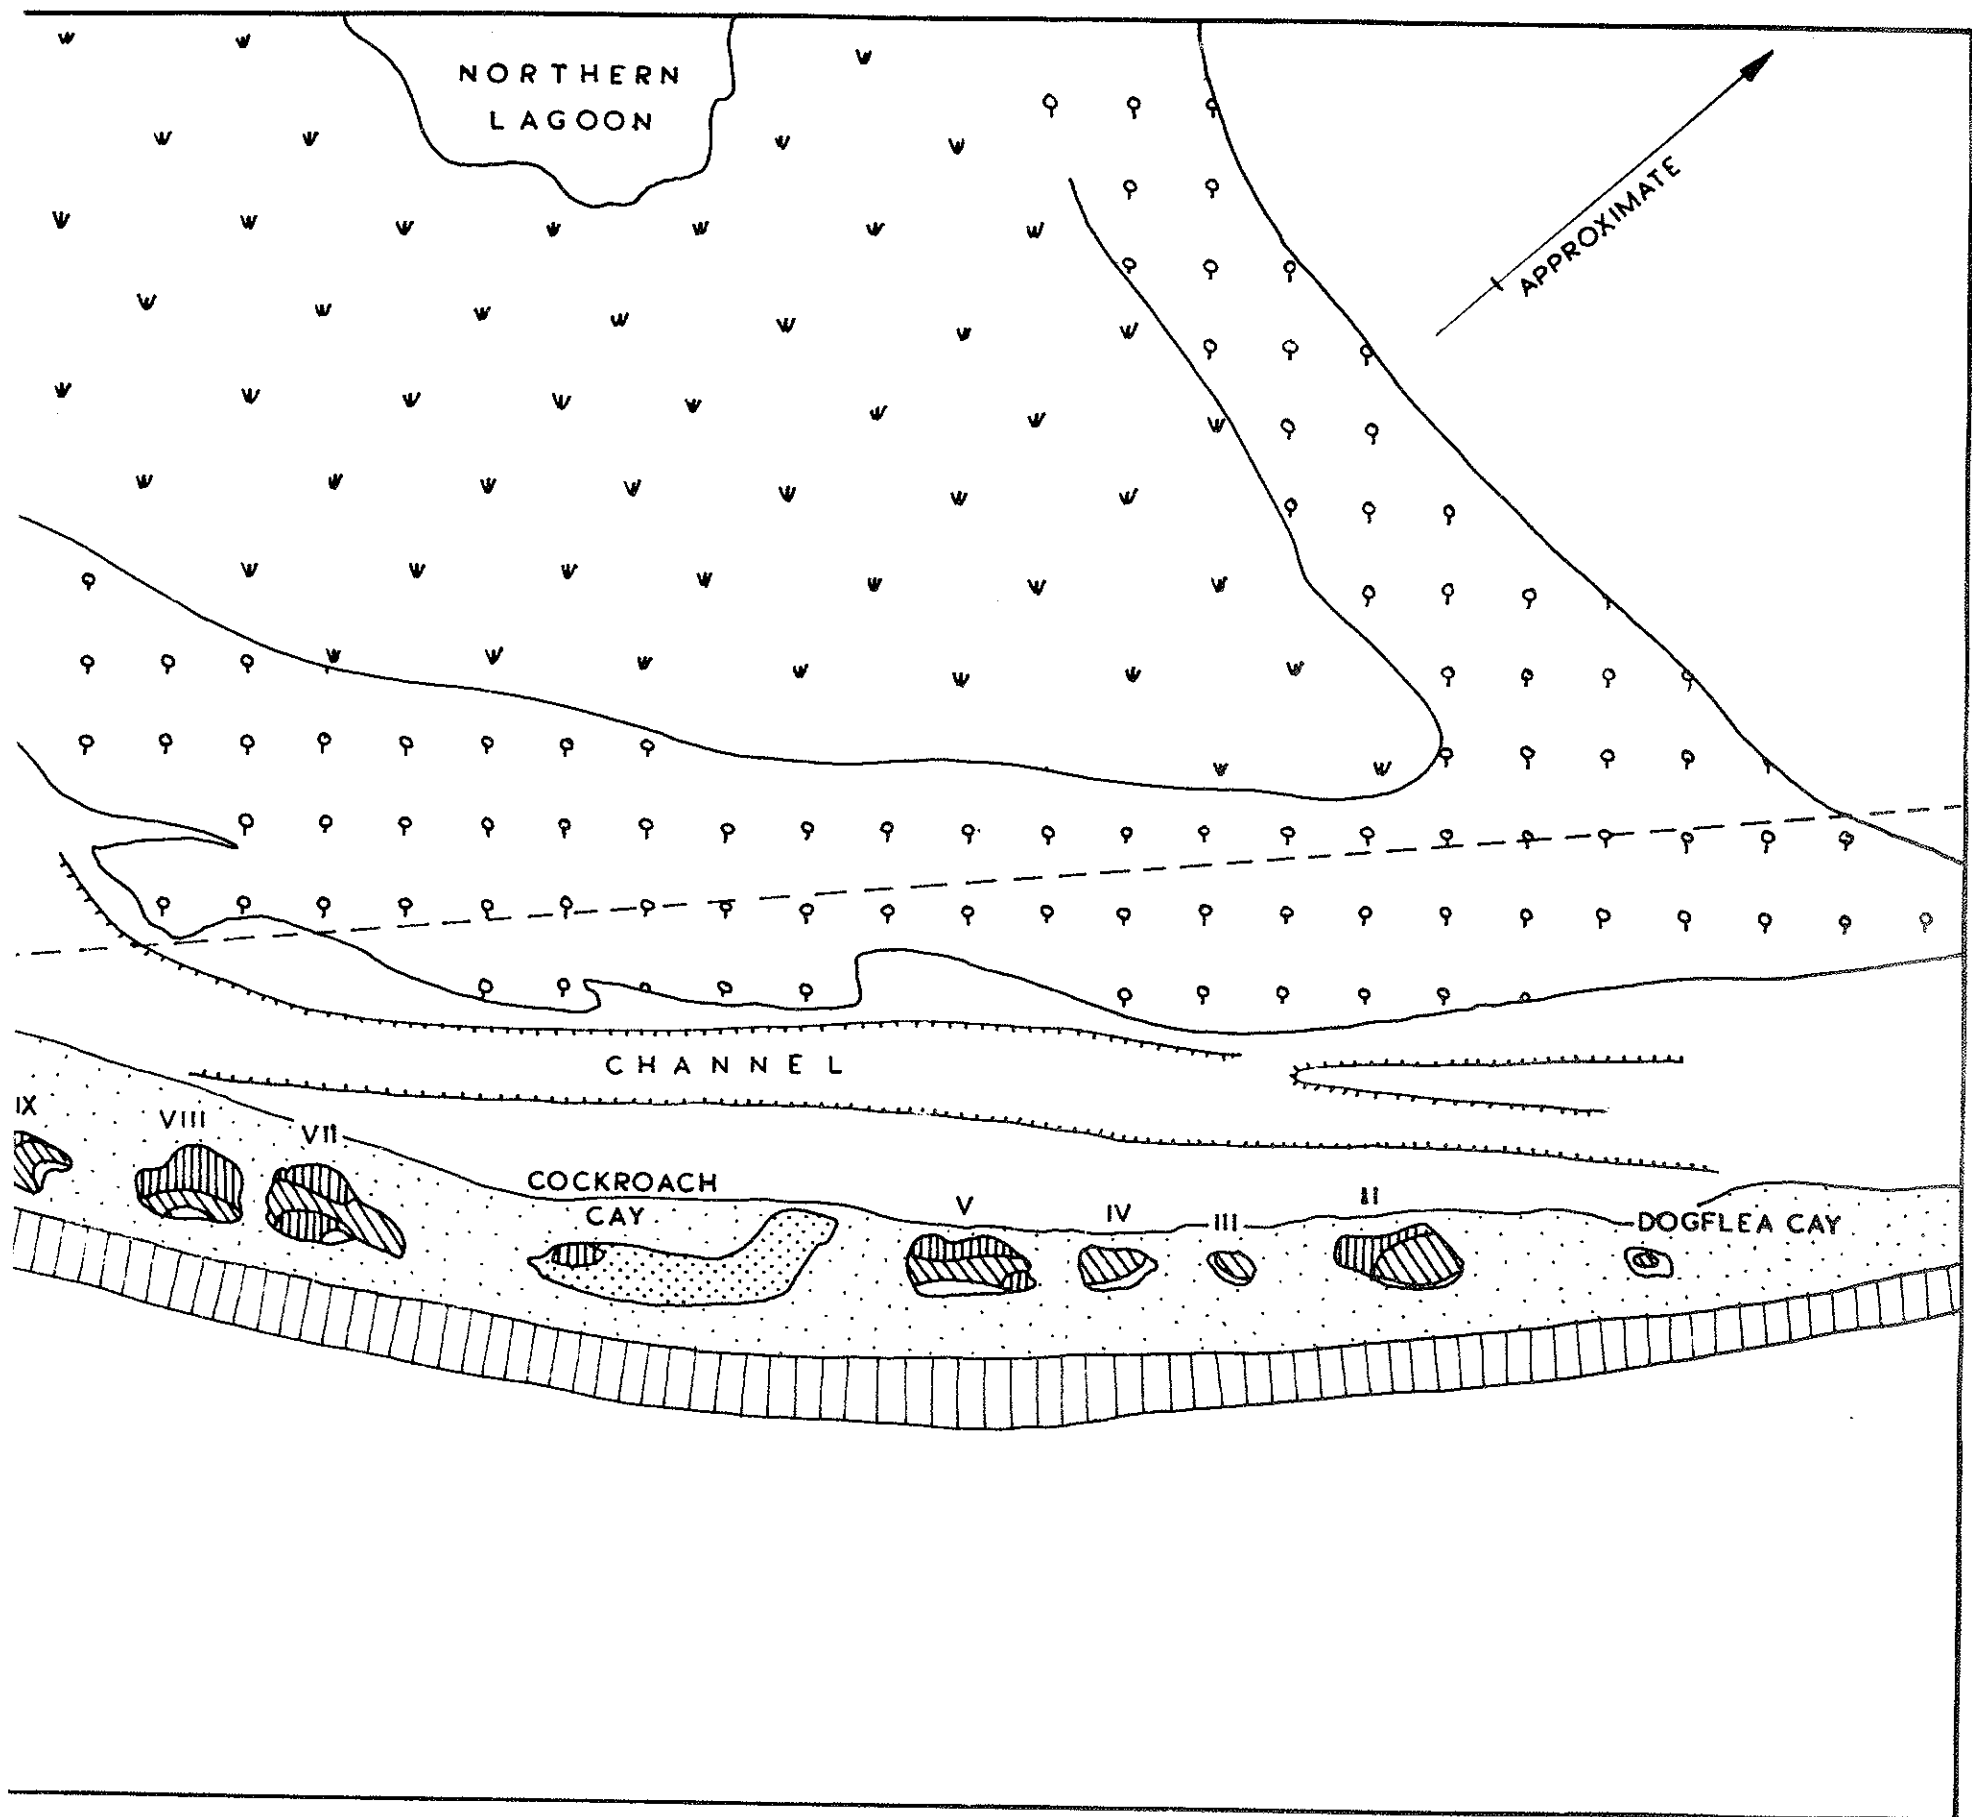 NORTHERN
LAGOON
APPROXIMATE
CHANNEL
IX
VIII
VII
COCKROACH
CAY
V
IV
III
II
DOGFLEA CAY